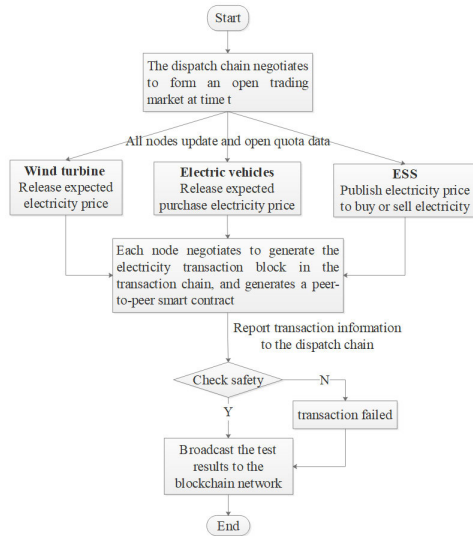 Start
The dispatch chain negotiates
to form an open trading
market at time t
All nodes update and open quota data
Wind turbine
Release expected
electricity price
Electric vehicles
Release expected
purchase electricity price
ESS
Publish electricity price
to buy or sell electricity
Each node negotiates to generate the
electricity transaction block in the
transaction chain, and generates a peer-
to-peer smart contract
Report transaction information
to the dispatch chain
Check safety
N
Y
transaction failed
Broadcast the test
results to the
blockchain network
End